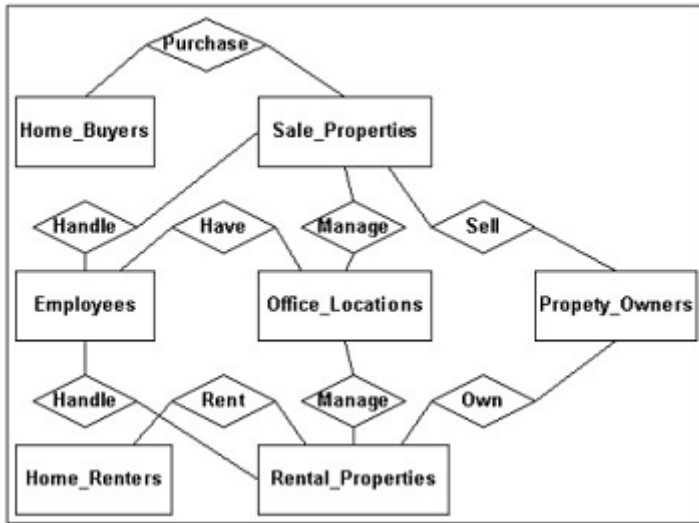 Purchase
Home_Buyers
Sale_Properties
Handle
Have
Manage
Sell
Employees
Office_Locations
Propety_Owners
Handle
Rent
Manage
Own
Home_Renters
Rental_Properties